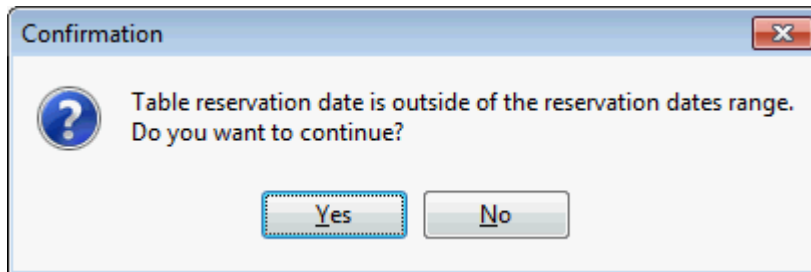 Confirmation
Table reservation date is outside of the reservation dates range.
Do you want to continue?
Yes No